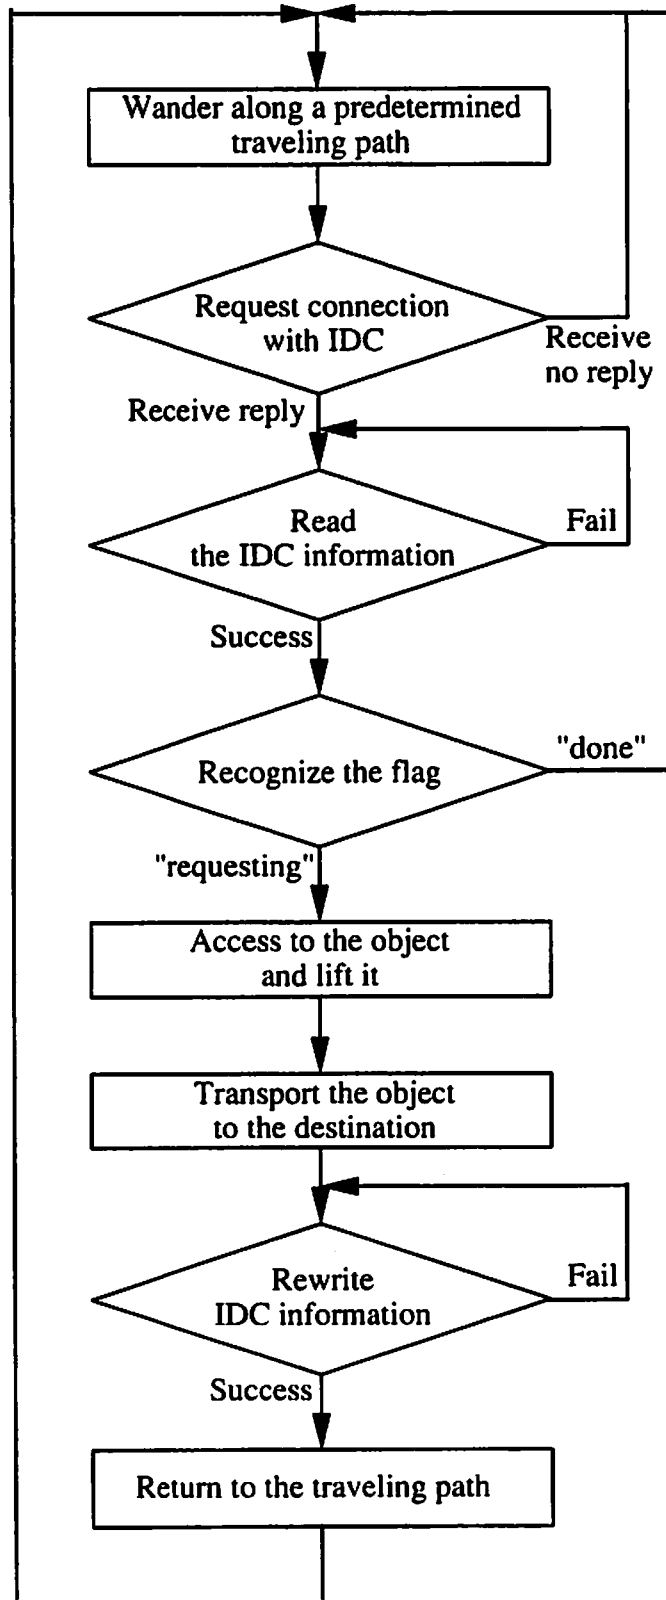 Wander along a predetermined
traveling path
Request connection
with IDC
Receive
no reply
Receive reply
Read
the IDC information
Fail
Success
Recognize the flag
"done"
"requesting"
Access to the object
and lift it
Transport the object
to the destination
Rewrite
IDC information
Fail
Success
Return to the traveling path